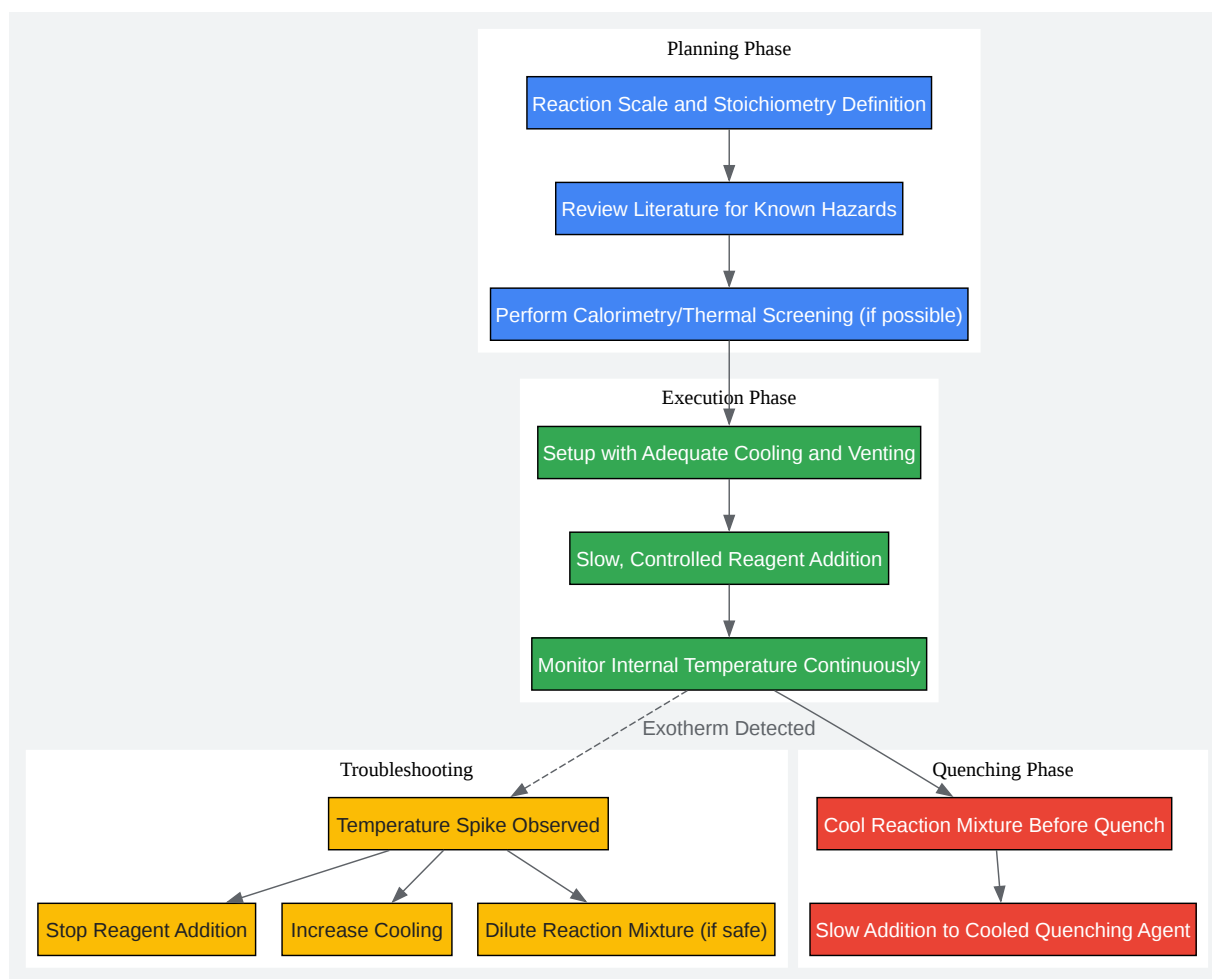 Planning Phase
Reaction Scale and Stoichiometry Definition
Review Literature for Known Hazards
Perform Calorimetry/Thermal Screening (if possible)
Execution Phase
Setup with Adequate Cooling and Venting
Slow, Controlled Reagent Addition
Monitor Internal Temperature Continuously
Exotherm Detected
Troubleshooting
Temperature Spike Observed
Stop Reagent Addition
Increase Cooling
Dilute Reaction Mixture (if safe)
Quenching Phase
Cool Reaction Mixture Before Quench
Slow Addition to Cooled Quenching Agent